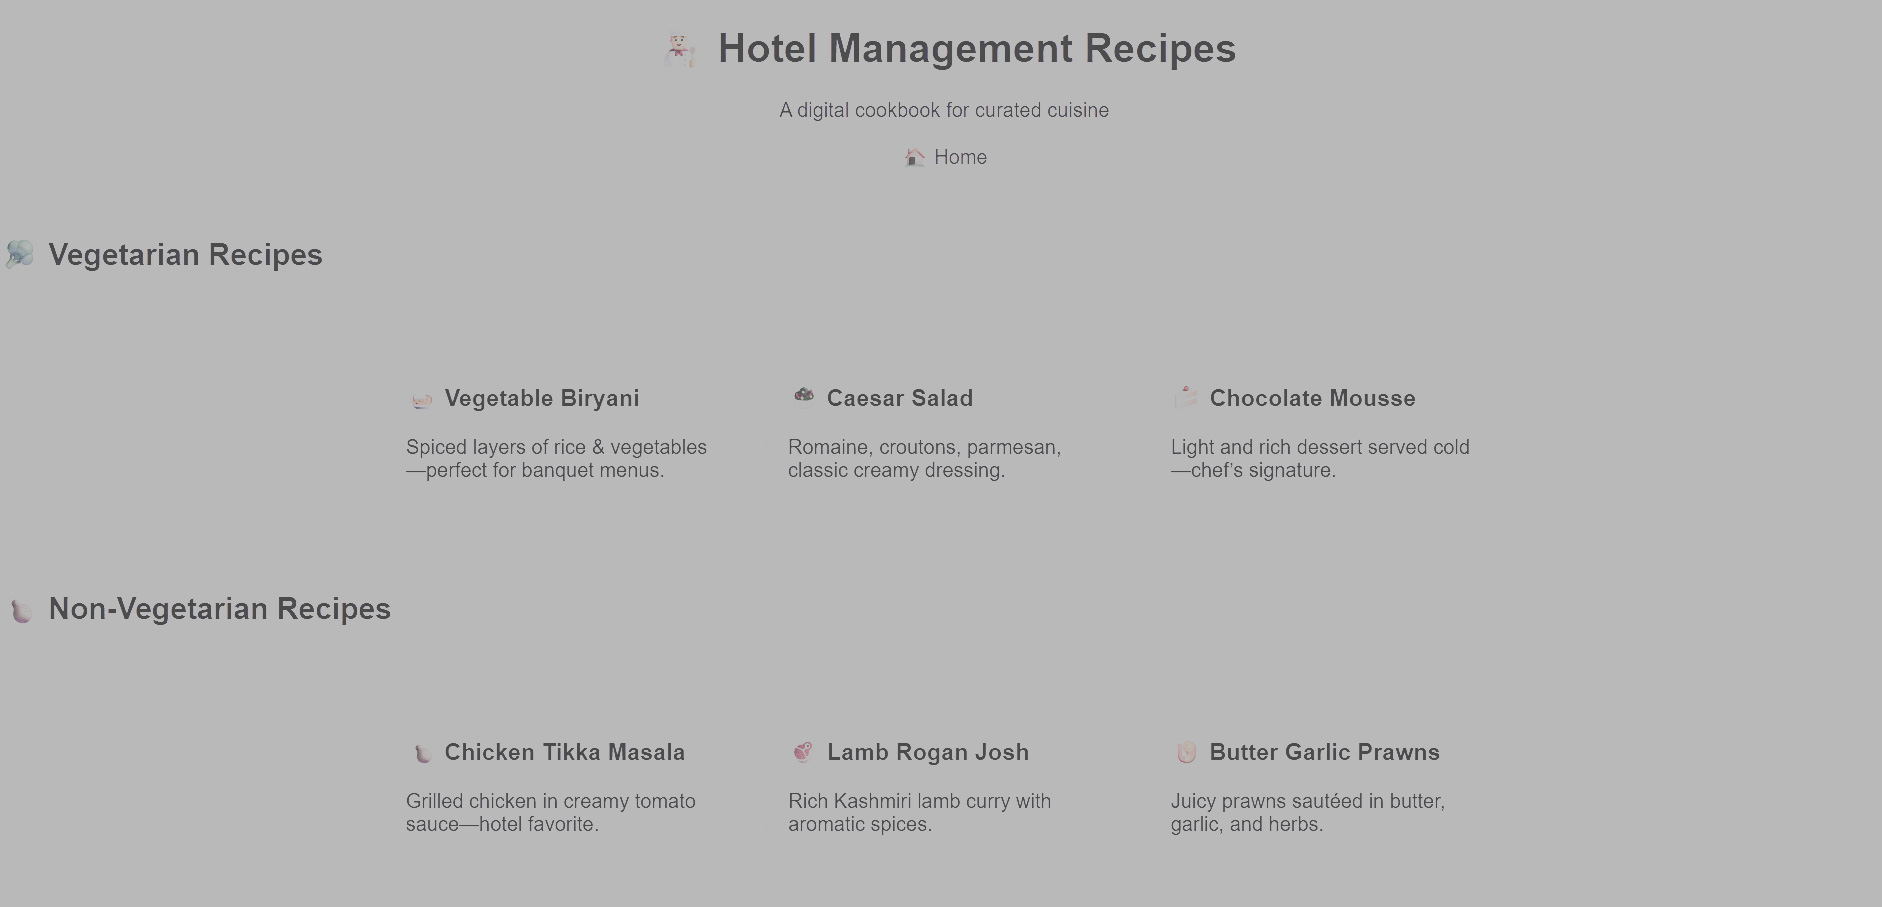 Hotel Management Recipes
A digital cookbook for curated cuisine
Home
Vegetarian Recipes
Vegetable Biryani
Spiced layers of rice & vegetables
—perfect for banquet menus.
Caesar Salad
Romaine, croutons, parmesan,
classic creamy dressing.
Chocolate Mousse
Light and rich dessert served cold
—chef's signature.
Non-Vegetarian Recipes
Chicken Tikka Masala
Grilled chicken in creamy tomato
sauce—hotel favorite.
Lamb Rogan Josh
Rich Kashmiri lamb curry with
aromatic spices.
Butter Garlic Prawns
Juicy prawns sautéed in butter,
garlic, and herbs.